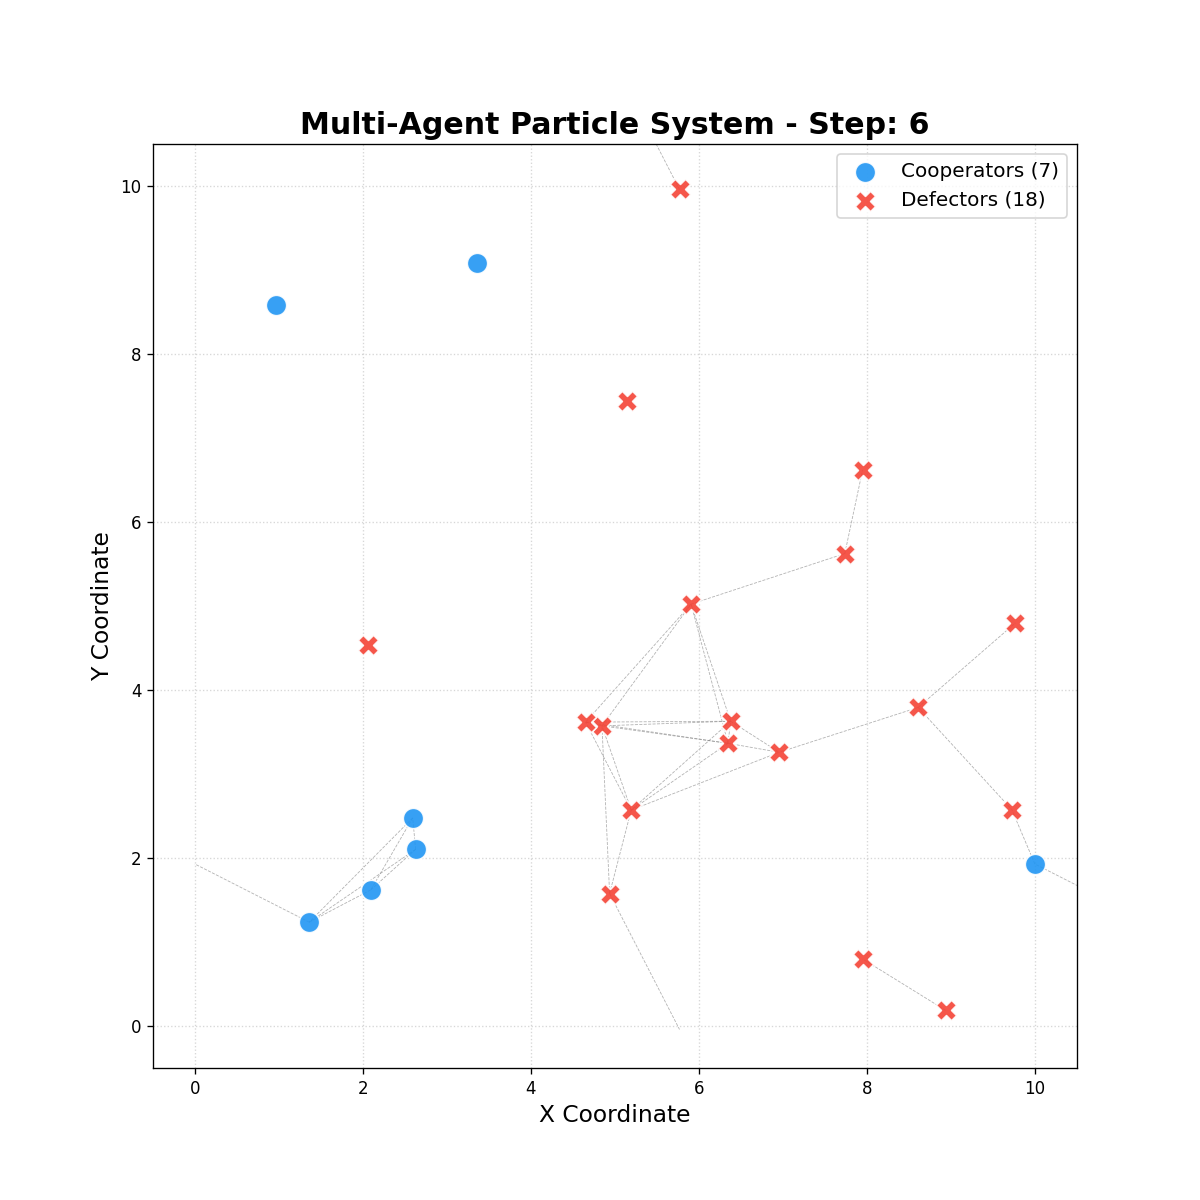 Multi-Agent Particle System - Step: 6
Cooperators (7)
Defectors (18)
Y Coordinate
10
8
6
4
2
0
0 2 4 6 8 10
X Coordinate